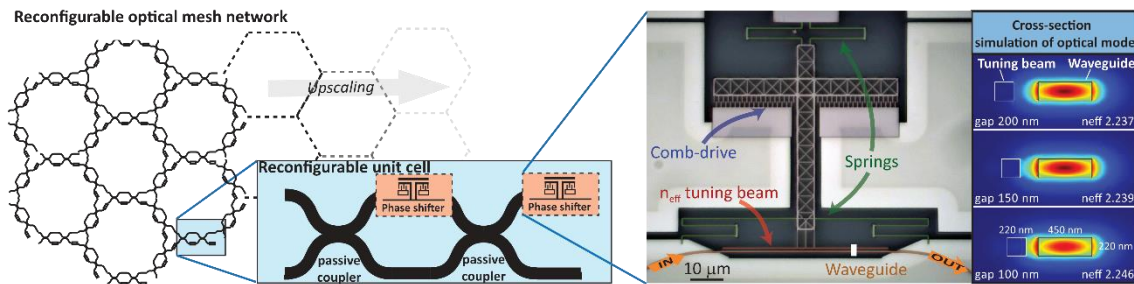 Reconfigurable optical mesh network
Upscaling
Reconfigurable unit cell
Phase shifter
Phase shifter
passive
coupler
passive
coupler
Comb-drive
Springs
neff tuning beam
IN
OUT
10 µm
Waveguide
Cross-section
simulation of optical mode
Tuning beam
Waveguide
gap 200 nm
neff 2.237
gap 150 nm
neff 2.239
220 nm
450 nm
220 nm
gap 100 nm
neff 2.246